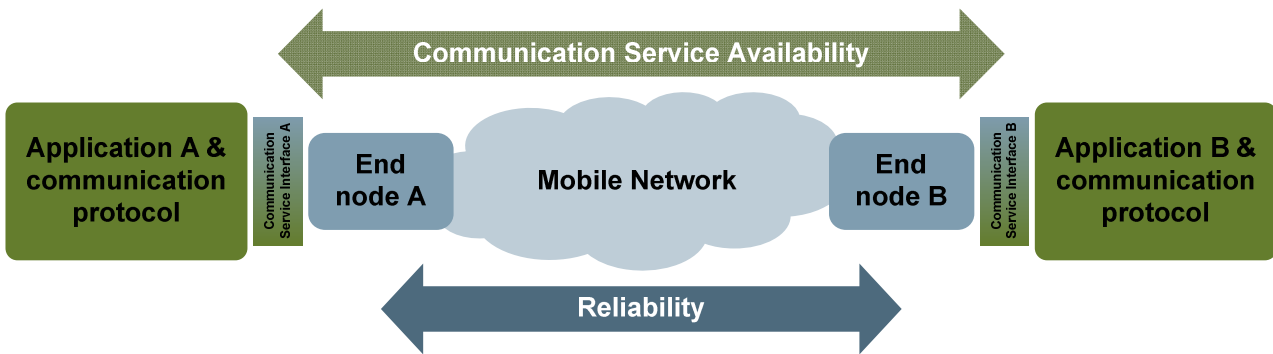 Communication Service Availability
Application A &
communication
protocol
Communication
Service Interface A
End
node A
Mobile Network
End
node B
Communication
Service Interface B
Application B &
communication
protocol
Reliability